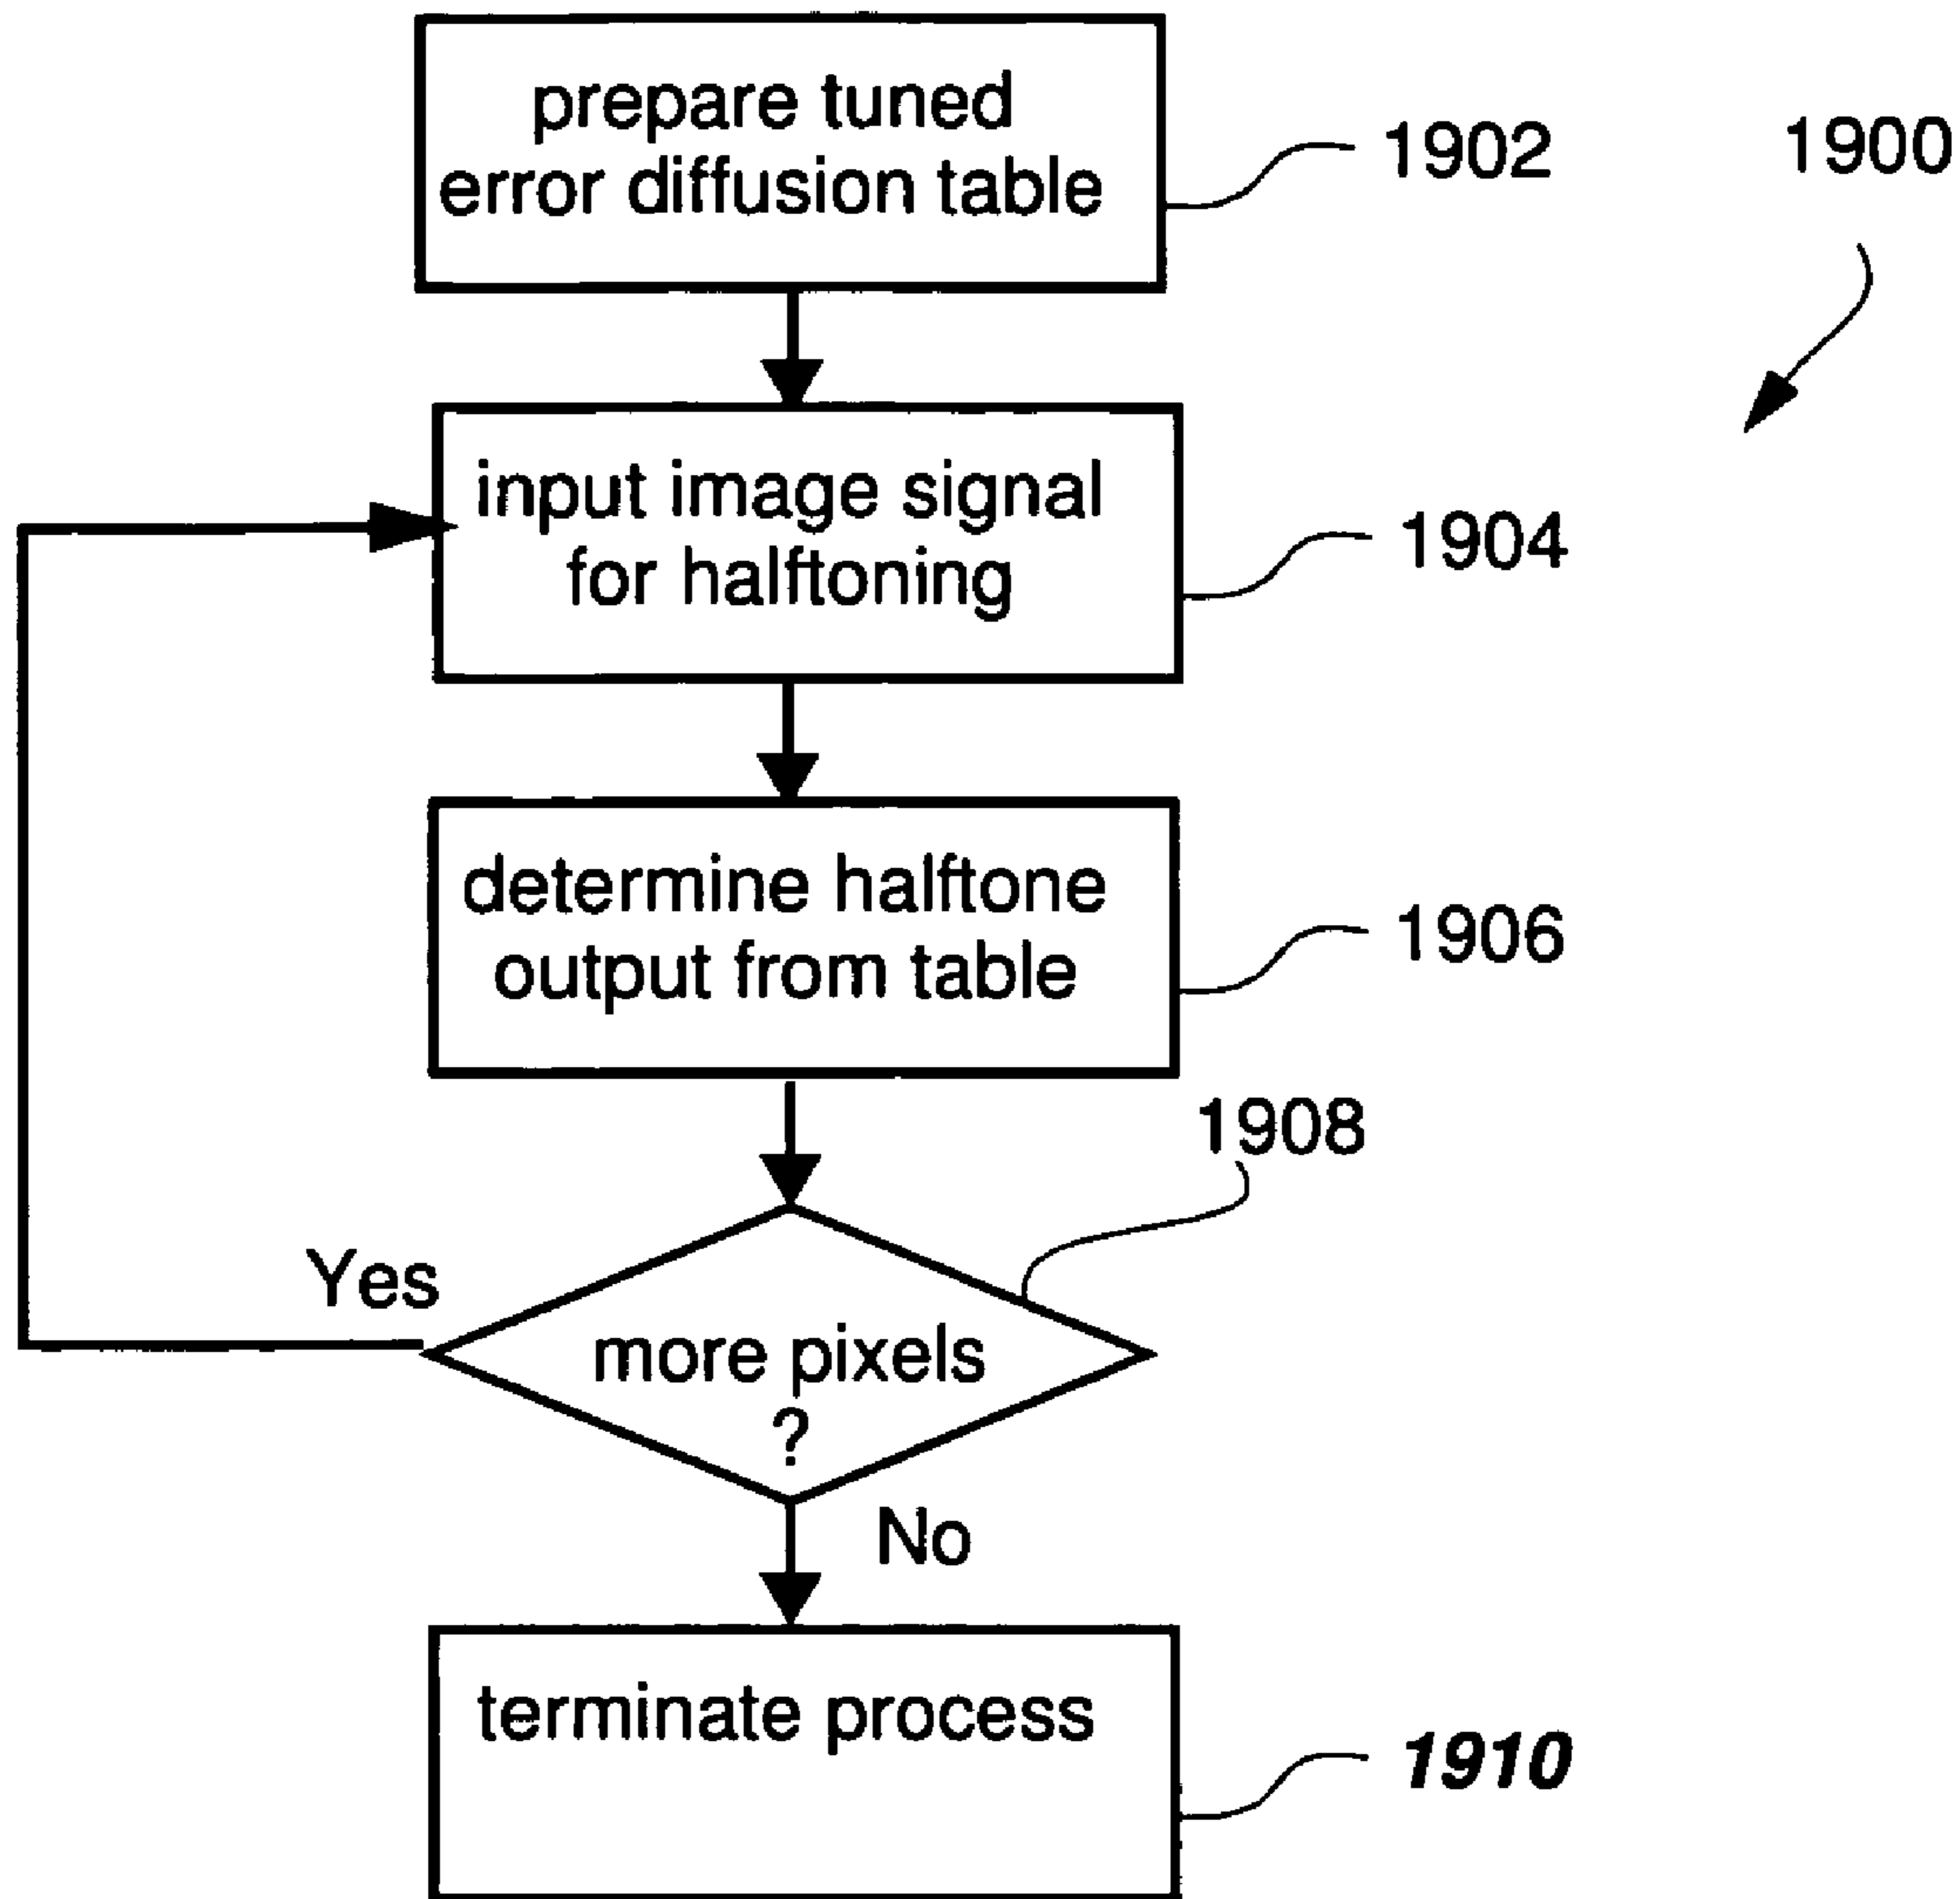 prepare tuned
error diffusion table
1902
1900
input image signal
for halftoning
1904
determine halftone
output from table
1906
1908
Yes
more pixels
?
No
terminate process
1910